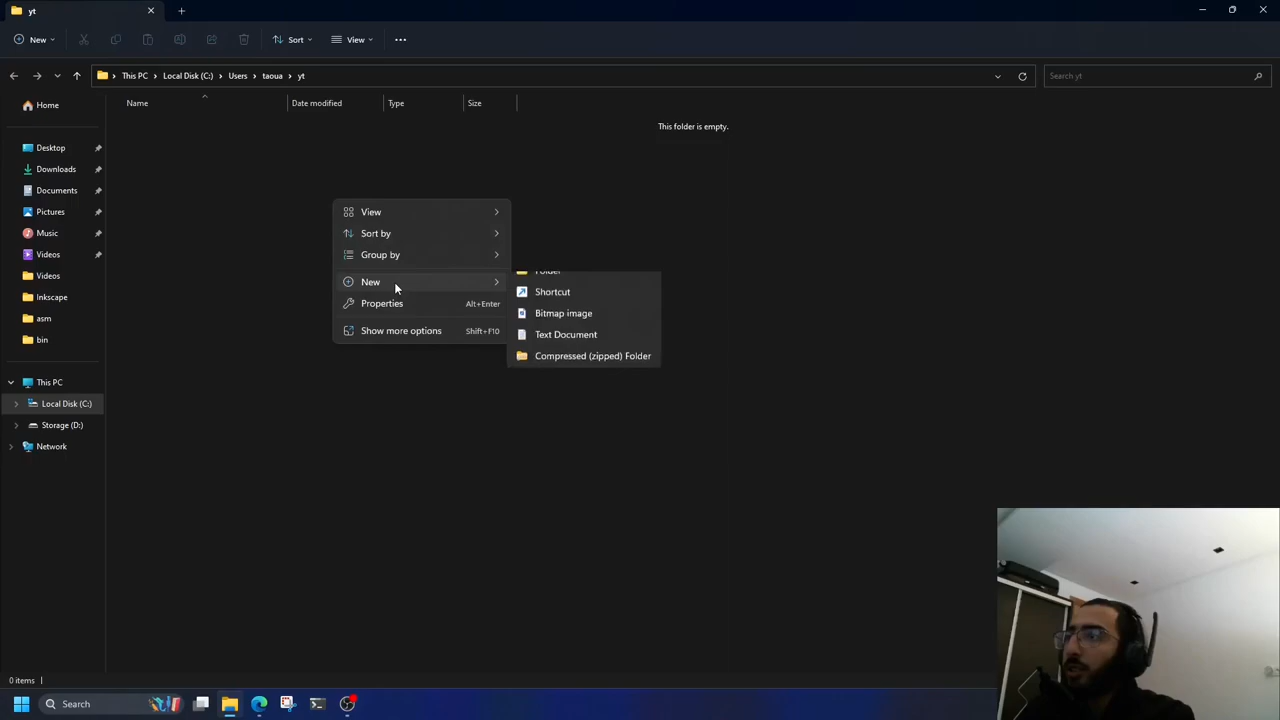 yt
New
Sort
View
This PC
Local Disk (C:)
Users
taoua
yt
Search yt
Home
Name
Date modified
Type
Size
This folder is empty.
Desktop
Downloads
Documents
Pictures
Music
Videos
Videos
Inkscape
asm
bin
This PC
Local Disk (C:)
Storage (D:)
Network
View
Sort by
Group by
New
Properties Alt+Enter
Show more options Shift+F10
Folder
Shortcut
Bitmap image
Text Document
Compressed (zipped) Folder
0 items
Search